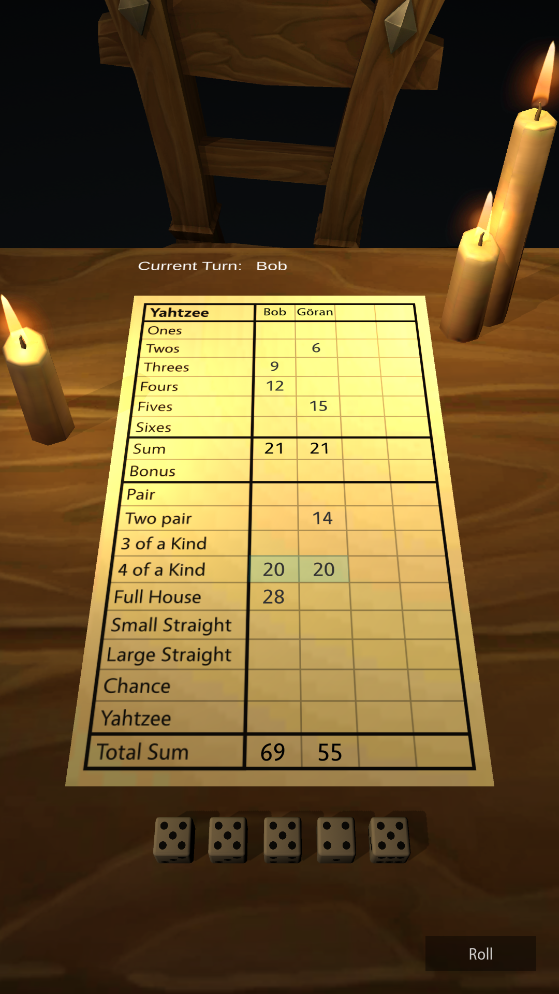 Current Turn: Bob
Yahtzee Bob Göran
Ones
Twos 6
Threes 9
Fours 12
Fives 15
Sixes
Sum 21 21
Bonus
Pair
Two pair 14
3 of a Kind
4 of a Kind 20 20
Full House 28
Small Straight
Large Straight
Chance
Yahtzee
Total Sum 69 55
Roll